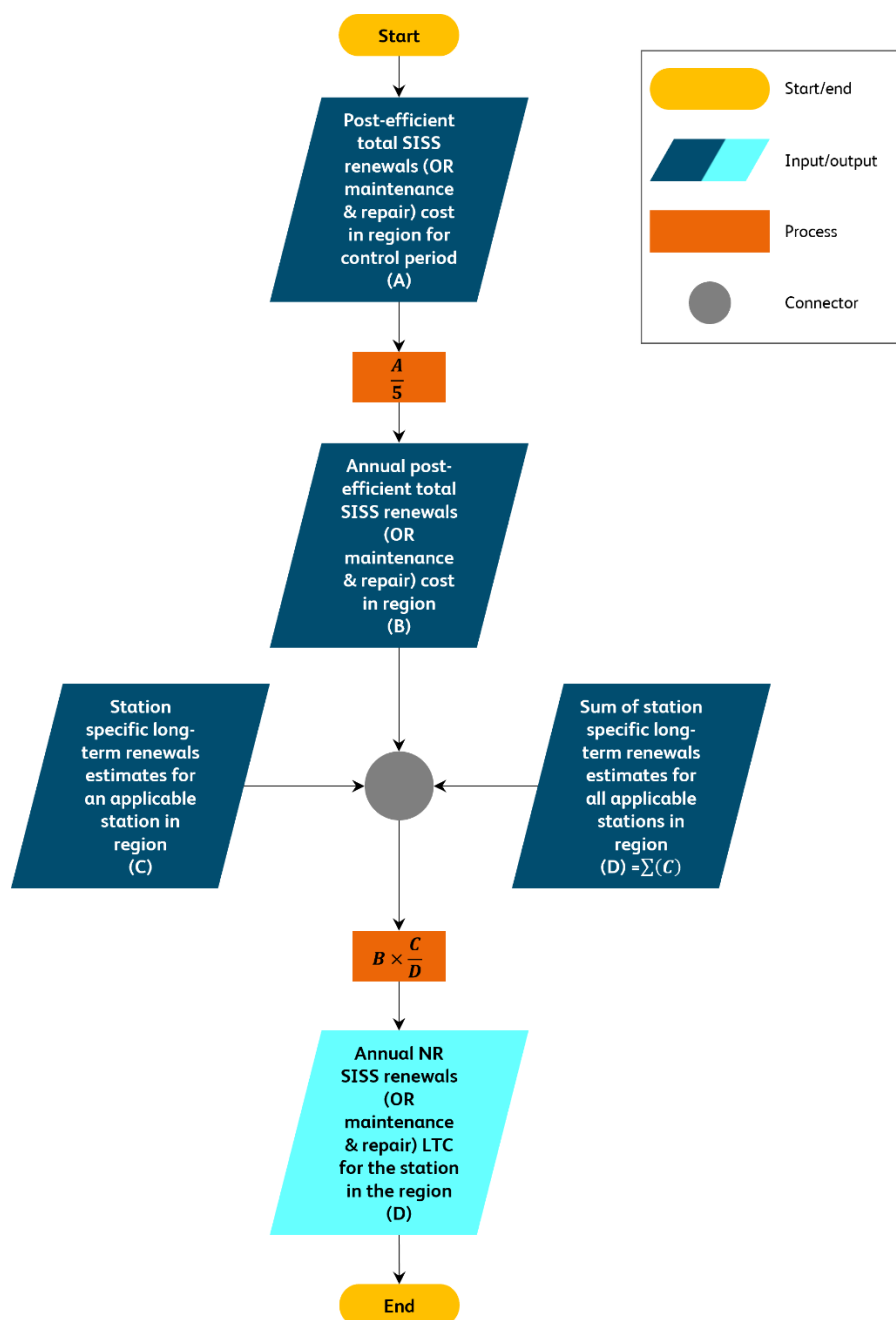 Start
Post-efficient
total SISS
renewals (OR
maintenance
& repair) cost
in region for
control period
(A)
A
5
Annual post-
efficient total
SISS renewals
(OR
maintenance
& repair) cost
in region
(B)
Station
specific long-
term renewals
estimates for
an applicable
station in
region
(C)
Sum of station
specific long-
term renewals
estimates for
all applicable
stations in
region
(D) =∑(C)
B × C
D
Annual NR
SISS renewals
(OR
maintenance
& repair) LTC
for the station
in the region
(D)
End
Start/end
Input/output
Process
Connector